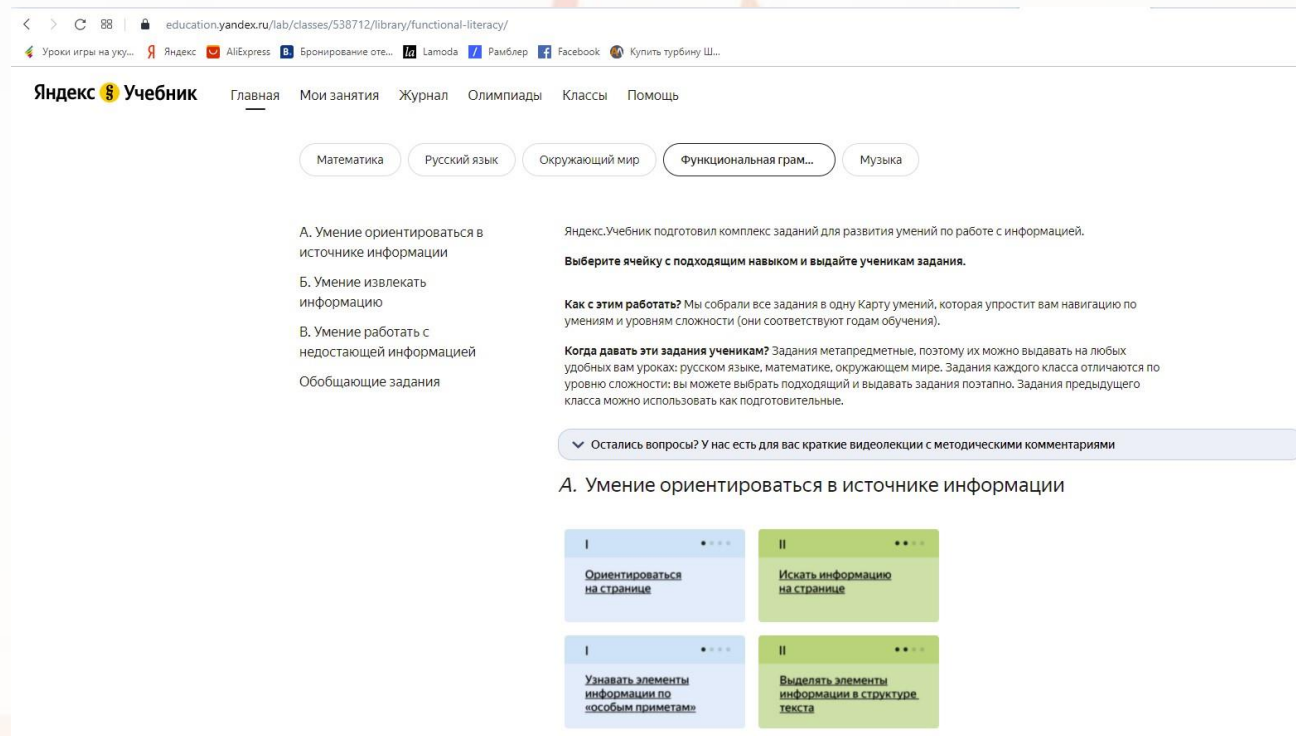 education.yandex.ru/lab/classes/538712/library/functional-literacy/
Уроки игры на уку... Яндекс AliExpress Бронирование оте... la Lamoda Рамблер Facebook Купить турбину Ш...
Яндекс Учебник Главная Мои занятия Журнал Олимпиады Классы Помощь
Математика Русский язык Окружающий мир Функциональная грам... Музыка
А. Умение ориентироваться в
источнике информации
Б. Умение извлекать
информацию
В. Умение работать с
недостающей информацией
Обобщающие задания
Яндекс.Учебник подготовил комплекс заданий для развития умений по работе с информацией.
Выберите ячейку с подходящим навыком и выдайте ученикам задания.
Как с этим работать? Мы собрали все задания в одну Карту умений, которая упростит вам навигацию по
умениям и уровням сложности (они соответствуют годам обучения).
Когда давать эти задания ученикам? Задания метапредметные, поэтому их можно выдавать на любых
удобных вам уроках: русском языке, математике, окружающем мире. Задания каждого класса отличаются по
уровню сложности: вы можете выбрать подходящий и выдавать задания поэтапно. Задания предыдущего
класса можно использовать как подготовительные.
Остались вопросы? У нас есть для вас краткие видеолекции с методическими комментариями
А. Умение ориентироваться в источнике информации
I
Ориентироваться
на странице
II
Искать информацию
на странице
I
Узнавать элементы
информации по
«особым приметам»
II
Выделять элементы
информации в структуре
текста